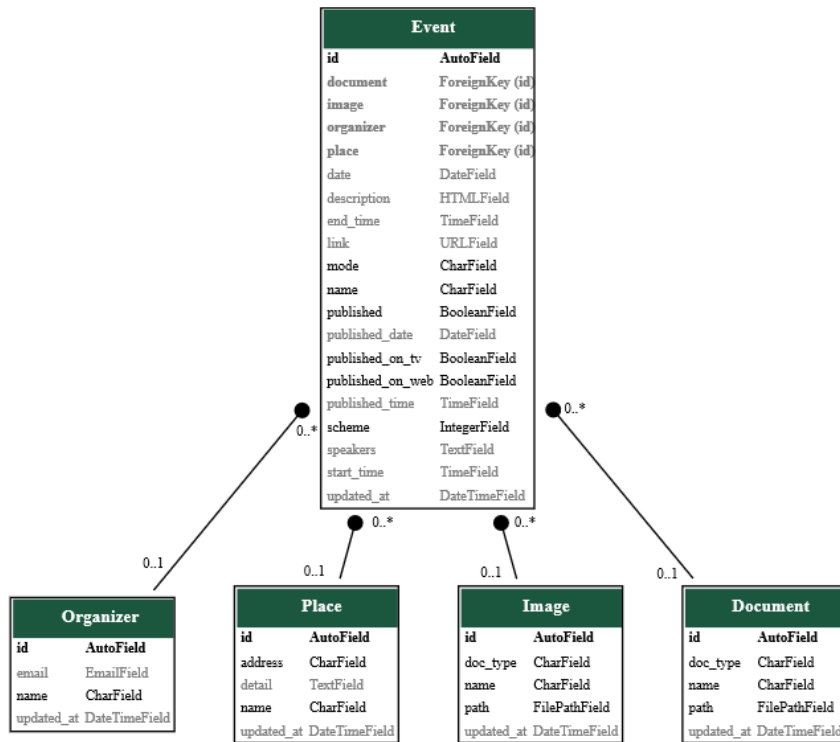 Event
id AutoField
document ForeignKey (id)
image ForeignKey (id)
organizer ForeignKey (id)
place ForeignKey (id)
date DateField
description HTMLField
end_time TimeField
link URLField
mode CharField
name CharField
published BooleanField
published_date DateField
published_on_tv BooleanField
published_on_web BooleanField
published_time TimeField
scheme IntegerField
speakers TextField
start_time TimeField
updated_at DateTimeField
0..* 0..*
0..* 0..*
0..1 0..1 0..1 0..1
Organizer
id AutoField
email EmailField
name CharField
updated_at DateTimeField
Place
id AutoField
address CharField
detail TextField
name CharField
updated_at DateTimeField
Image
id AutoField
doc_type CharField
name CharField
path FilePathField
updated_at DateTimeField
Document
id AutoField
doc_type CharField
name CharField
path FilePathField
updated_at DateTimeField